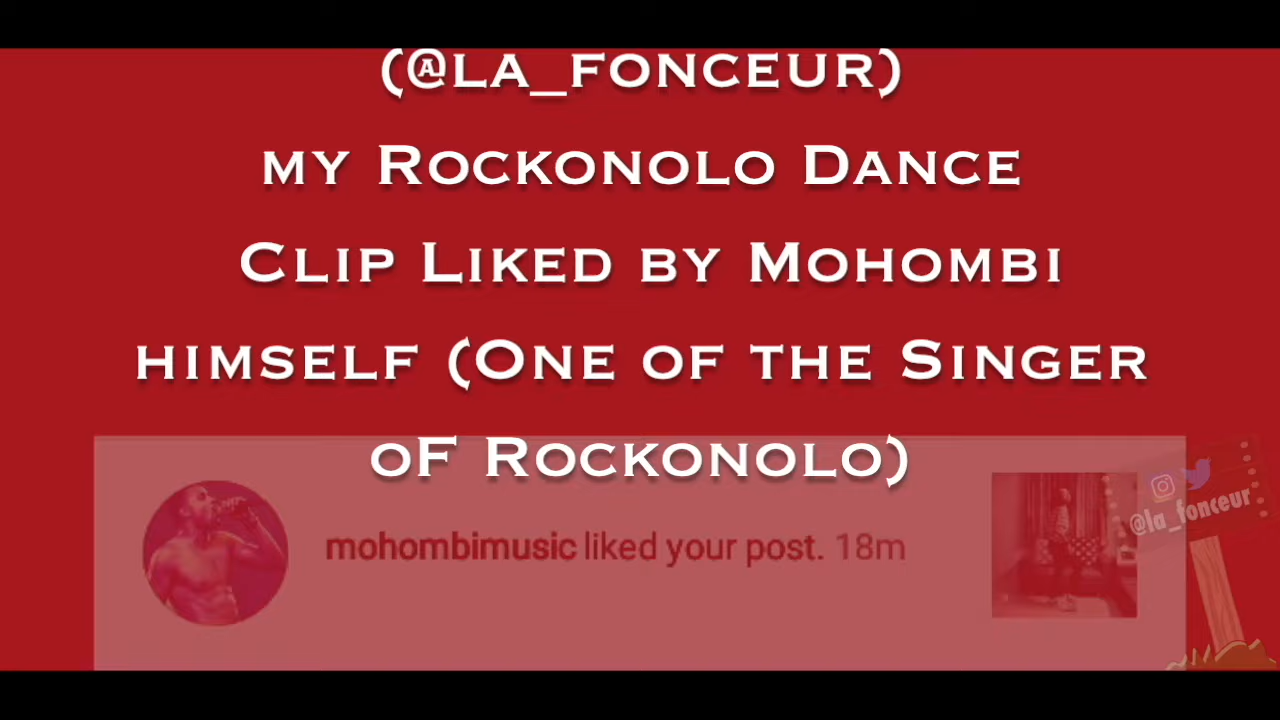 (@LA_FONCEUR)
MY ROCKONOLO DANCE
CLIP LIKED BY MOHOMBI
HIMSELF (ONE OF THE SINGER
OF ROCKONOLO)
mohombimusic liked your post. 18m
@la_fonceur